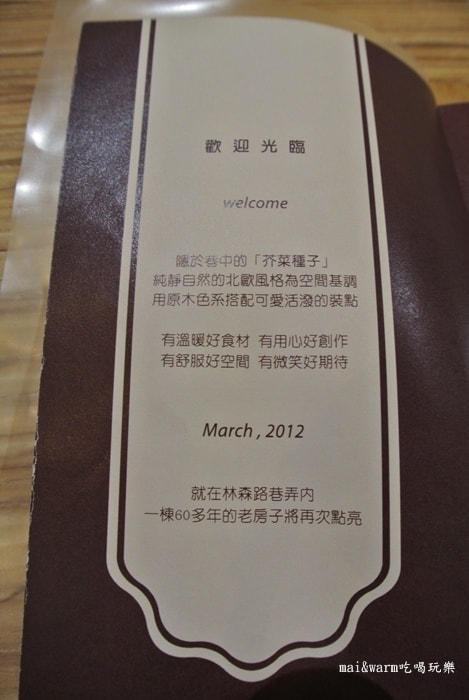 歡迎光臨
welcome
隱於巷中的「芥菜種子」
純靜自然的北歐風格為空間基調
用原木色系搭配可愛活潑的裝點
有溫暖好食材 有用心好創作
有舒服好空間 有微笑好期待
March , 2012
就在林森路巷弄內
一棟60多年的老房子將再次點亮
mai&warm吃喝玩樂